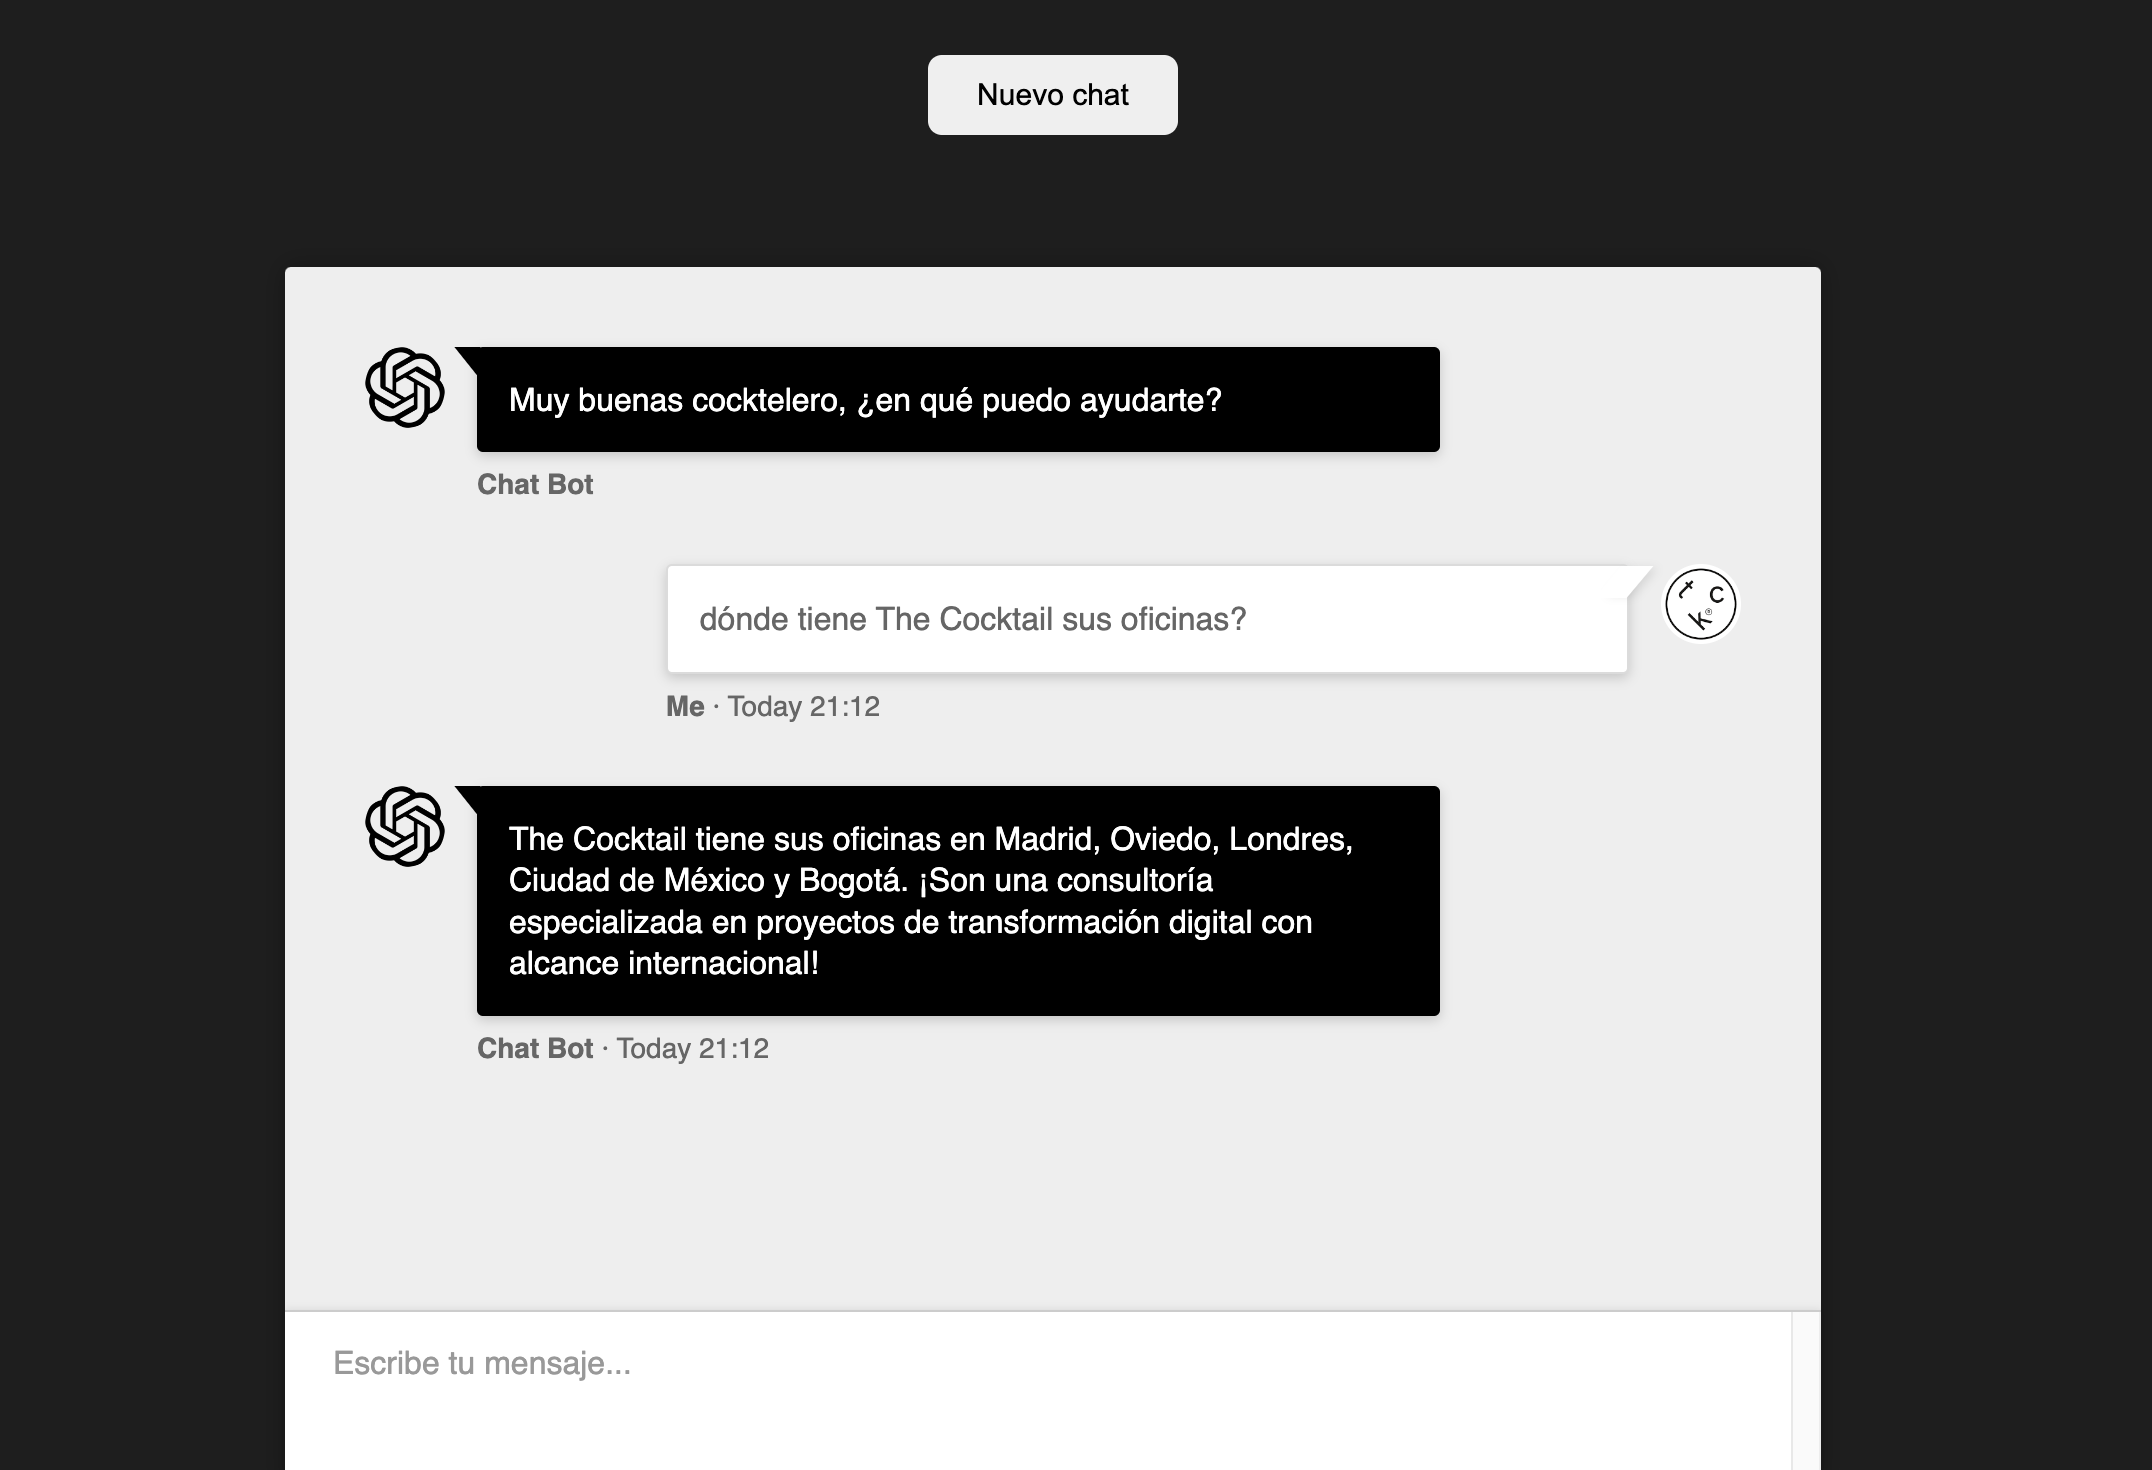 Nuevo chat
Muy buenas cocktelero, ¿en qué puedo ayudarte?
Chat Bot
dónde tiene The Cocktail sus oficinas?
t c k®
Me · Today 21:12
The Cocktail tiene sus oficinas en Madrid, Oviedo, Londres,
Ciudad de México y Bogotá. ¡Son una consultoría
especializada en proyectos de transformación digital con
alcance internacional!
Chat Bot · Today 21:12
Escribe tu mensaje...